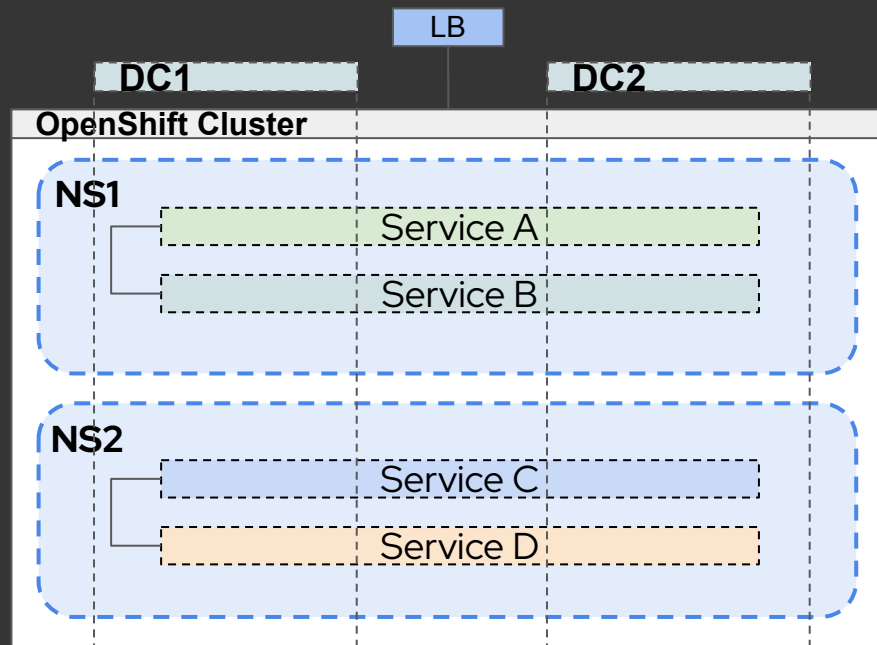 LB
DC1
DC2
OpenShift Cluster
NS1
Service A
Service B
NS2
Service C
Service D